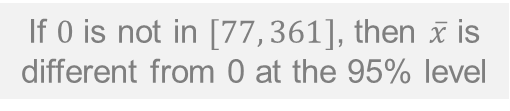 If 0 is not in [77,361], then x̄ is
different from 0 at the 95% level